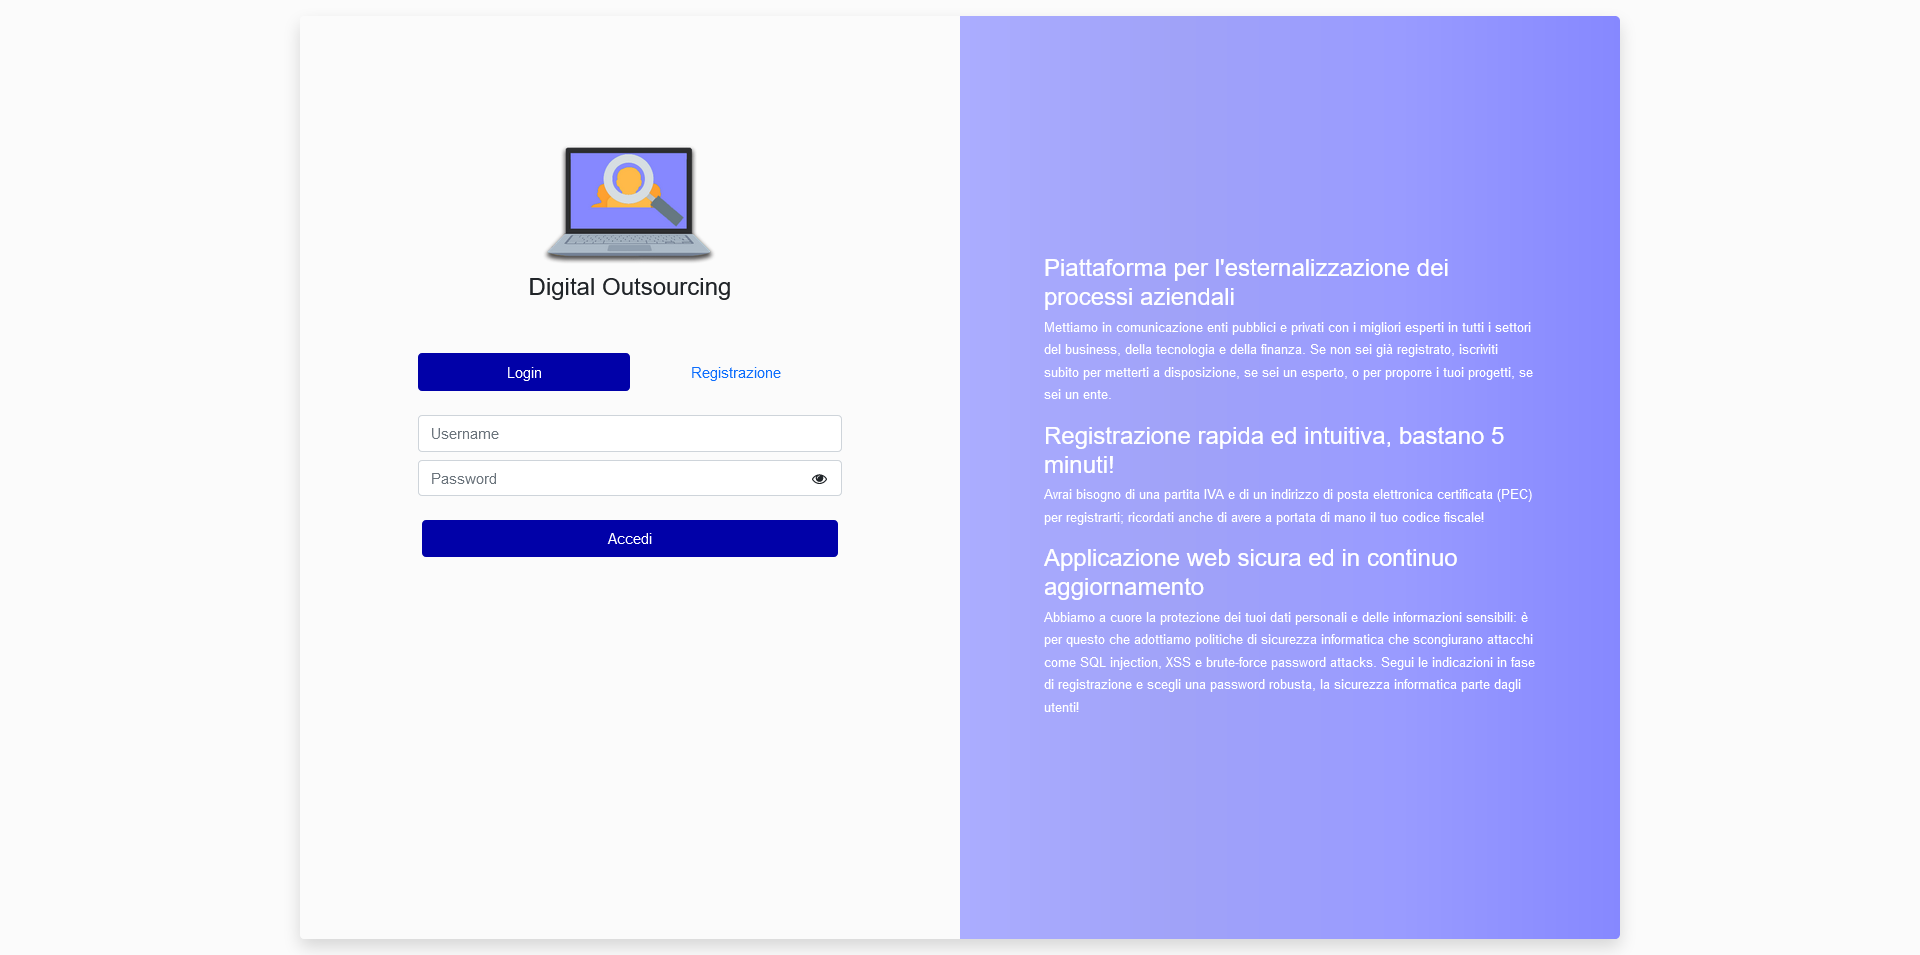 Digital Outsourcing
Login
Registrazione
Username
Password
Accedi
Piattaforma per l'esternalizzazione dei
processi aziendali
Mettiamo in comunicazione enti pubblici e privati con i migliori esperti in tutti i settori
del business, della tecnologia e della finanza. Se non sei già registrato, iscriviti
subito per metterti a disposizione, se sei un esperto, o per proporre i tuoi progetti, se
sei un ente.
Registrazione rapida ed intuitiva, bastano 5
minuti!
Avrai bisogno di una partita IVA e di un indirizzo di posta elettronica certificata (PEC)
per registrarti; ricordati anche di avere a portata di mano il tuo codice fiscale!
Applicazione web sicura ed in continuo
aggiornamento
Abbiamo a cuore la protezione dei tuoi dati personali e delle informazioni sensibili: è
per questo che adottiamo politiche di sicurezza informatica che scongiurano attacchi
come SQL injection, XSS e brute-force password attacks. Segui le indicazioni in fase
di registrazione e scegli una password robusta, la sicurezza informatica parte dagli
utenti!